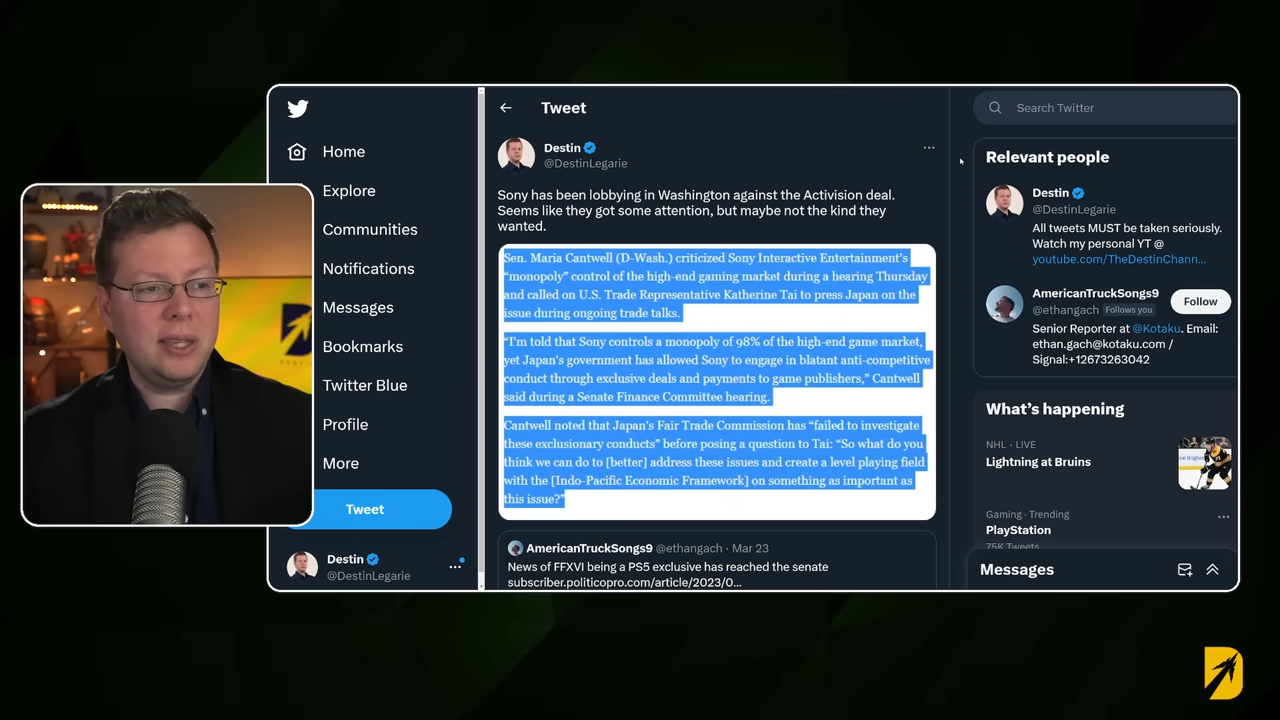 Home
Explore
Communities
Notifications
Messages
Bookmarks
Twitter Blue
Profile
More
Tweet
Destin
@DestinLegarie
Tweet
Destin
@DestinLegarie
Sony has been lobbying in Washington against the Activision deal.
Seems like they got some attention, but maybe not the kind they
wanted.
Sen. Maria Cantwell (D-Wash.) criticized Sony Interactive Entertainment's
“monopoly” control of the high-end gaming market during a hearing Thursday
and called on U.S. Trade Representative Katherine Tai to press Japan on the
issue during ongoing trade talks.
“I’m told that Sony controls a monopoly of 98% of the high-end game market,
yet Japan’s government has allowed Sony to engage in blatant anti-competitive
conduct through exclusive deals and payments to game publishers,” Cantwell
said during a Senate Finance Committee hearing.
Cantwell noted that Japan’s Fair Trade Commission has “failed to investigate
these exclusionary conducts” before posing a question to Tai: “So what do you
think we can do to [better] address these issues and create a level playing field
with the [Indo-Pacific Economic Framework] on something as important as
this issue?”
AmericanTruckSongs9 @ethangach · Mar 23
News of FFXVI being a PS5 exclusive has reached the senate
subscriber.politicopro.com/article/2023/0...
Search Twitter
Relevant people
Destin
@DestinLegarie
All tweets MUST be taken seriously.
Watch my personal YT @
youtube.com/TheDestinChann...
AmericanTruckSongs9
@ethangach Follows you
Follow
Senior Reporter at @Kotaku. Email:
ethan.gach@kotaku.com /
Signal:+12673263042
What's happening
NHL · LIVE
Lightning at Bruins
Gaming · Trending
PlayStation
75K Tweets
Messages